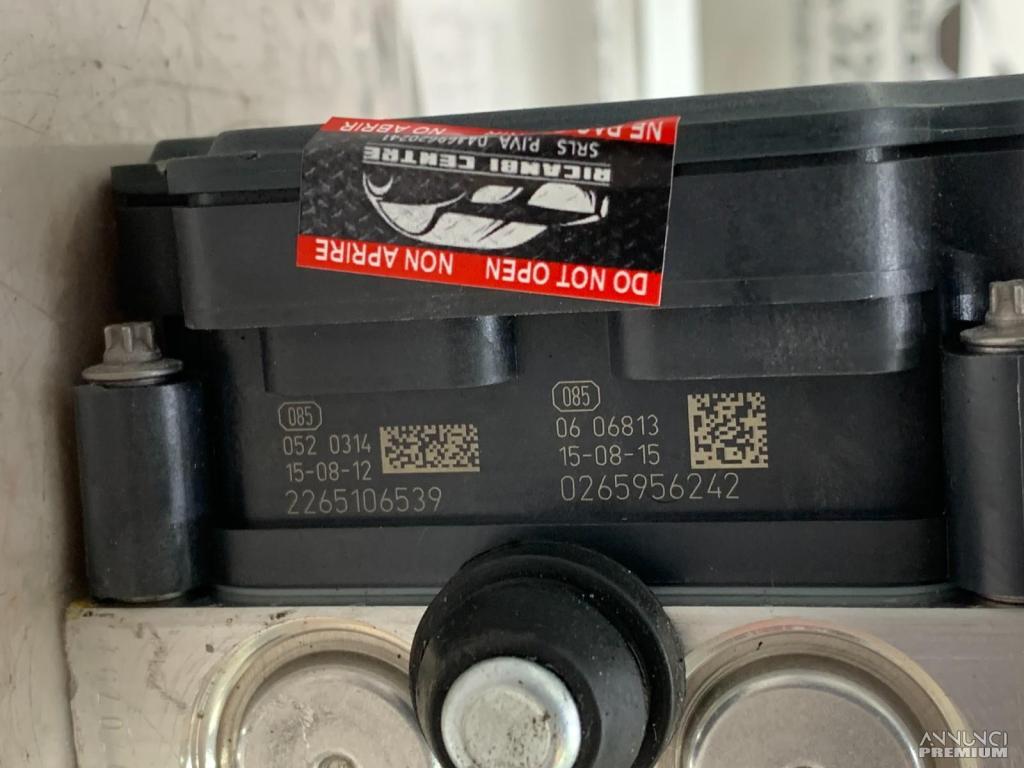 NE PAS
NO ABRIR
SRLS P.IVA
RICAMBI CENTRE
DO NOT OPEN NON APRIRE
085
052 0314
15-08-12
2265106539
085
06 06813
15-08-15
0265956242
ANNUNCI
PREMIUM